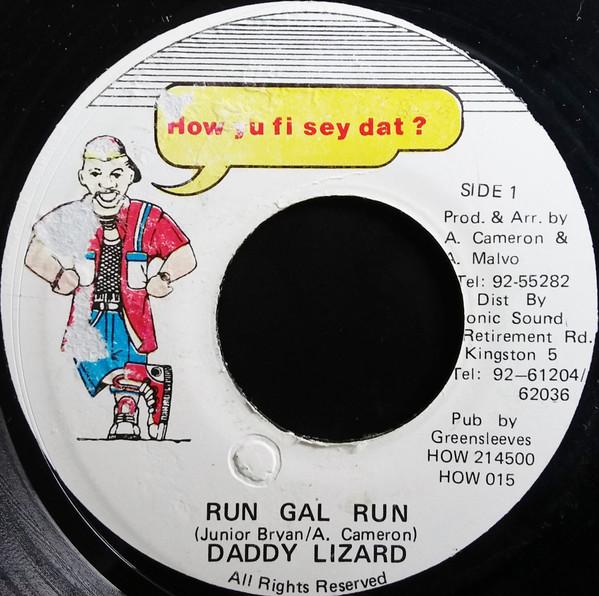 How yu fi sey dat ?
SIDE 1
Prod. & Arr. by
A. Cameron &
A. Malvo
Tel: 92-55282
Dist By
onic Sound
Retirement Rd.
Kingston 5
Tel: 92-61204/
62036
Pub by
Greensleeves
HOW 214500
HOW 015
RUN GAL RUN
(Junior Bryan/A. Cameron)
DADDY LIZARD
All Rights Reserved